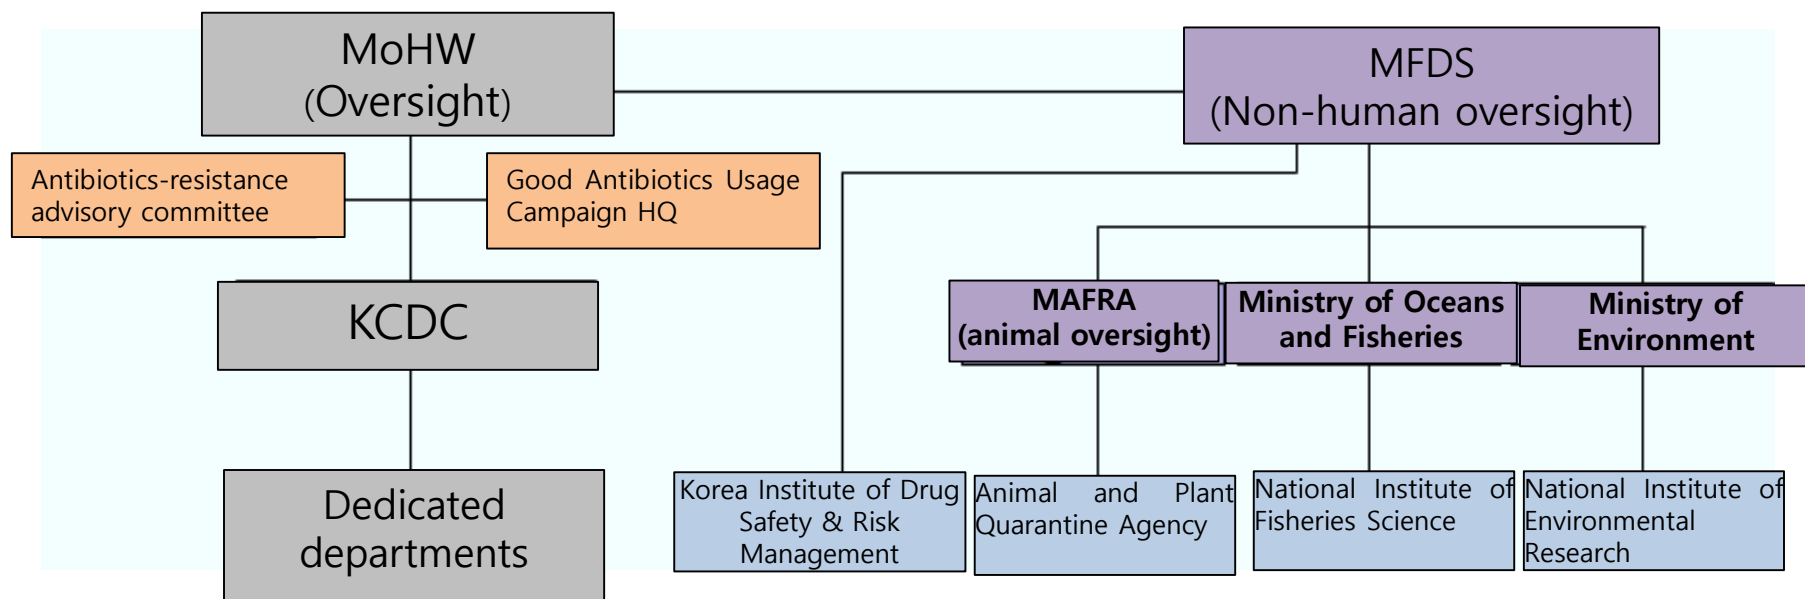 MoHW
(Oversight)
MFDS
(Non-human oversight)
Antibiotics-resistance
advisory committee
Good Antibiotics Usage
Campaign HQ
KCDC
MAFRA
(animal oversight)
Ministry of Oceans
and Fisheries
Ministry of
Environment
Dedicated
departments
Korea Institute of Drug
Safety & Risk
Management
Animal and Plant
Quarantine Agency
National Institute of
Fisheries Science
National Institute of
Environmental
Research